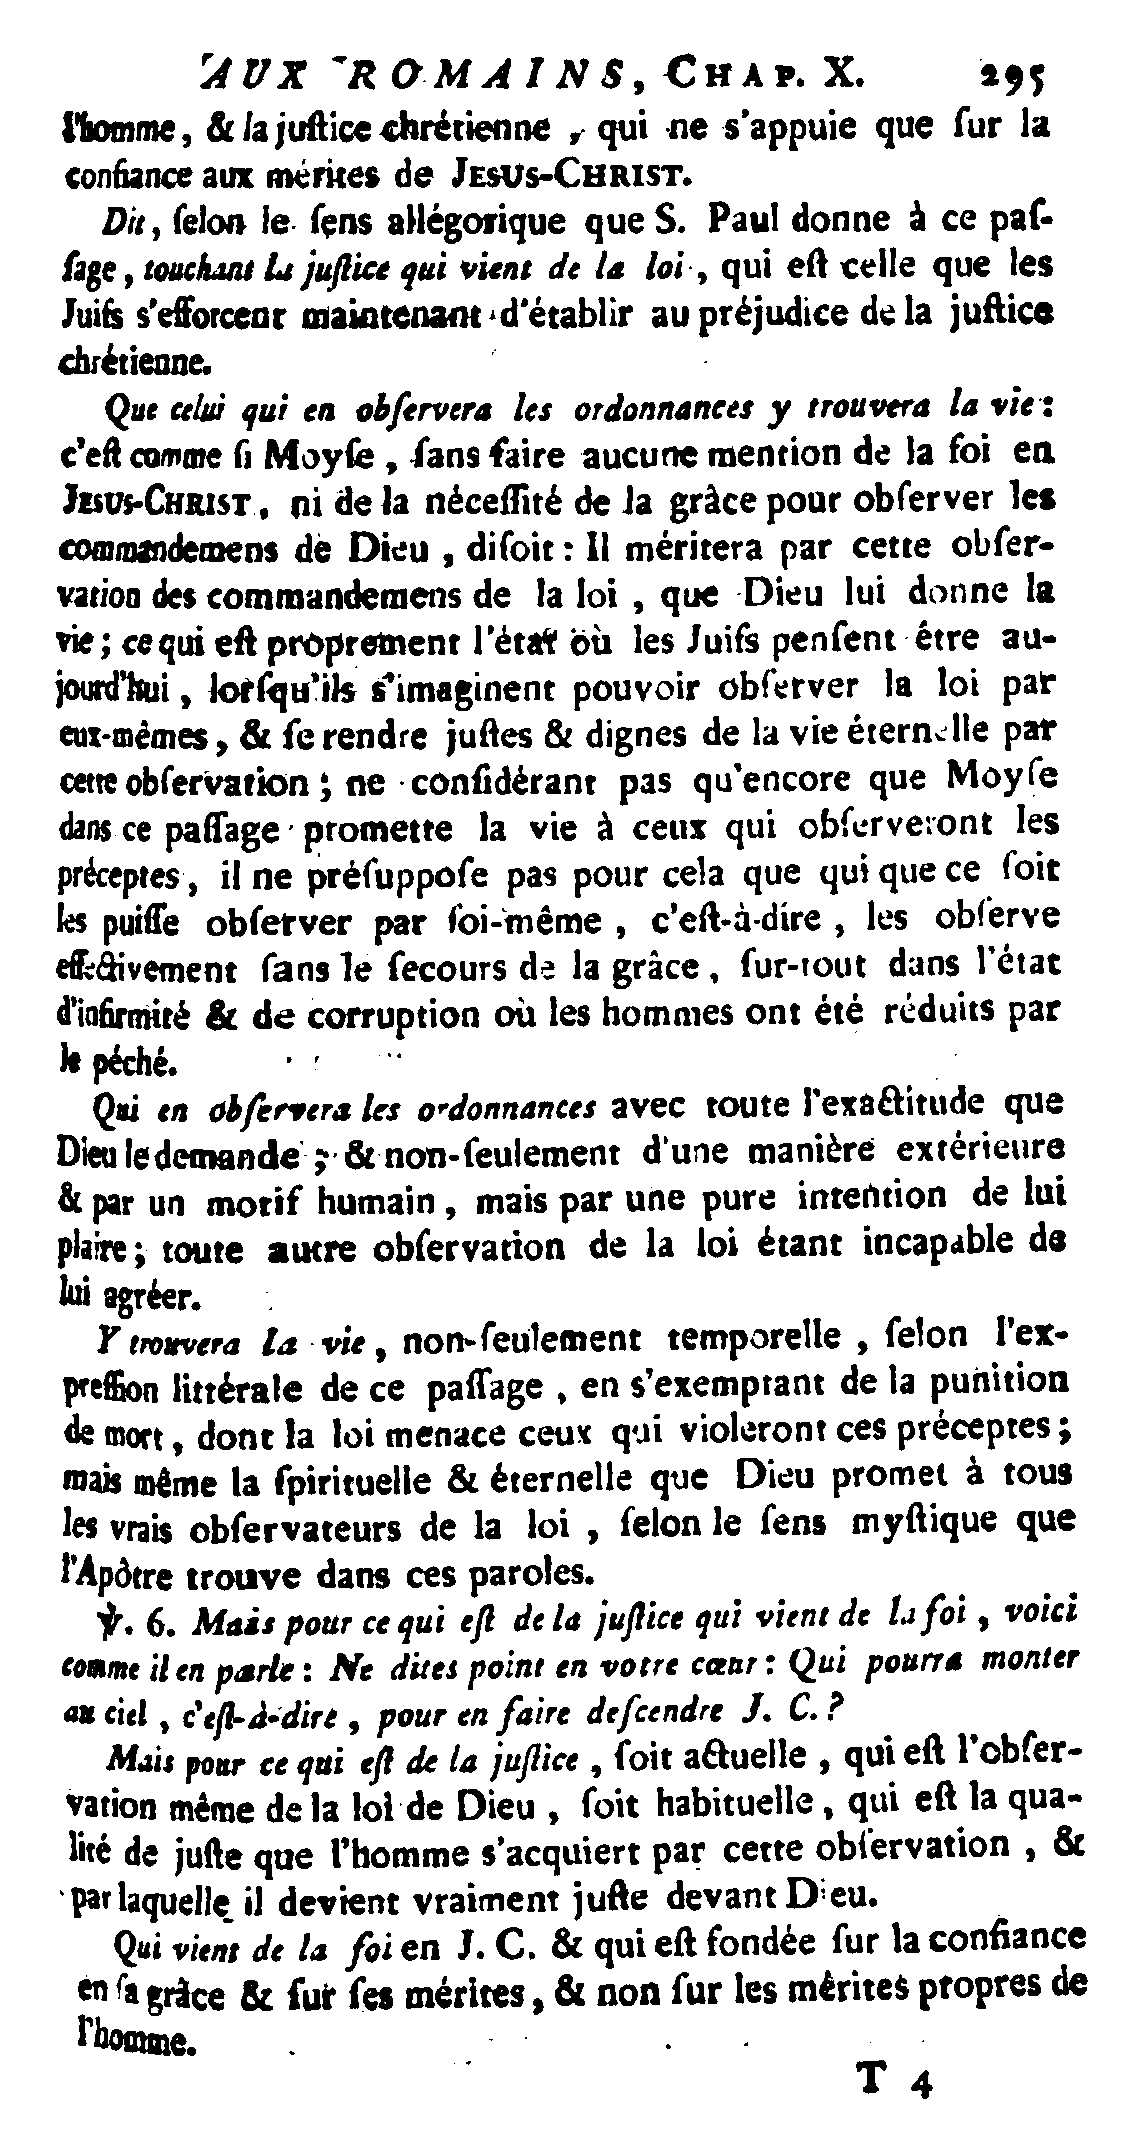 AUX ROMAINS, CHAP. X. 295
l'homme, & la juſtice chrétienne, qui ne s'appuie que ſur la
confiance aux mérites de JESUS-CHRIST.
Dit, ſelon le ſens allégorique que S. Paul donne à ce paſ-
ſage, touchant la juſtice qui vient de la loi, qui eſt celle que les
Juifs s'efforcent maintenant d'établir au préjudice de la juſtice
chrétienne.
Que celui qui en obſervera les ordonnances y trouvera la vie :
c'eſt comme ſi Moyſe, ſans faire aucune mention de la foi en
JESUS-CHRIST, ni de la néceſſité de la grâce pour obſerver les
commandemens de Dieu, diſoit : Il méritera par cette obſer-
vation des commandemens de la loi, que Dieu lui donne la
vie ; ce qui eſt proprement l'état où les Juifs penſent être au-
jourd'hui, lorſqu'ils s'imaginent pouvoir obſerver la loi par
eux-mêmes, & ſe rendre juſtes & dignes de la vie éternelle par
cette obſervation ; ne conſidérant pas qu'encore que Moyſe
dans ce paſſage promette la vie à ceux qui obſerveront les
préceptes, il ne préſuppoſe pas pour cela que qui que ce ſoit
les puiſſe obſerver par ſoi-même, c'eſt-à-dire, les obſerve
effectivement ſans le ſecours de la grâce, ſur-tout dans l'état
d'infirmité & de corruption où les hommes ont été réduits par
le péché.
Qui en obſervera les ordonnances avec toute l'exactitude que
Dieu le demande ; & non-ſeulement d'une manière extérieure
& par un motif humain, mais par une pure intention de lui
plaire ; toute autre obſervation de la loi étant incapable de
lui agréer.
Y trouvera la vie, non-ſeulement temporelle, ſelon l'ex-
preſſion littérale de ce paſſage, en s'exemptant de la punition
de mort, dont la loi menace ceux qui violeront ces préceptes ;
mais même la ſpirituelle & éternelle que Dieu promet à tous
les vrais obſervateurs de la loi, ſelon le ſens myſtique que
l'Apôtre trouve dans ces paroles.
℣. 6. Mais pour ce qui eſt de la juſtice qui vient de la foi, voici
comme il en parle : Ne dites point en votre cœur : Qui pourra monter
au ciel, c'eſt-à-dire, pour en faire deſcendre J. C. ?
Mais pour ce qui eſt de la juſtice, ſoit actuelle, qui eſt l'obſer-
vation même de la loi de Dieu, ſoit habituelle, qui eſt la qua-
lité de juſte que l'homme s'acquiert par cette obſervation, &
par laquelle il devient vraiment juſte devant Dieu.
Qui vient de la foi en J. C. & qui eſt fondée ſur la confiance
en ſa grâce & ſur ſes mérites, & non ſur les mérites propres de
l'homme.
T 4